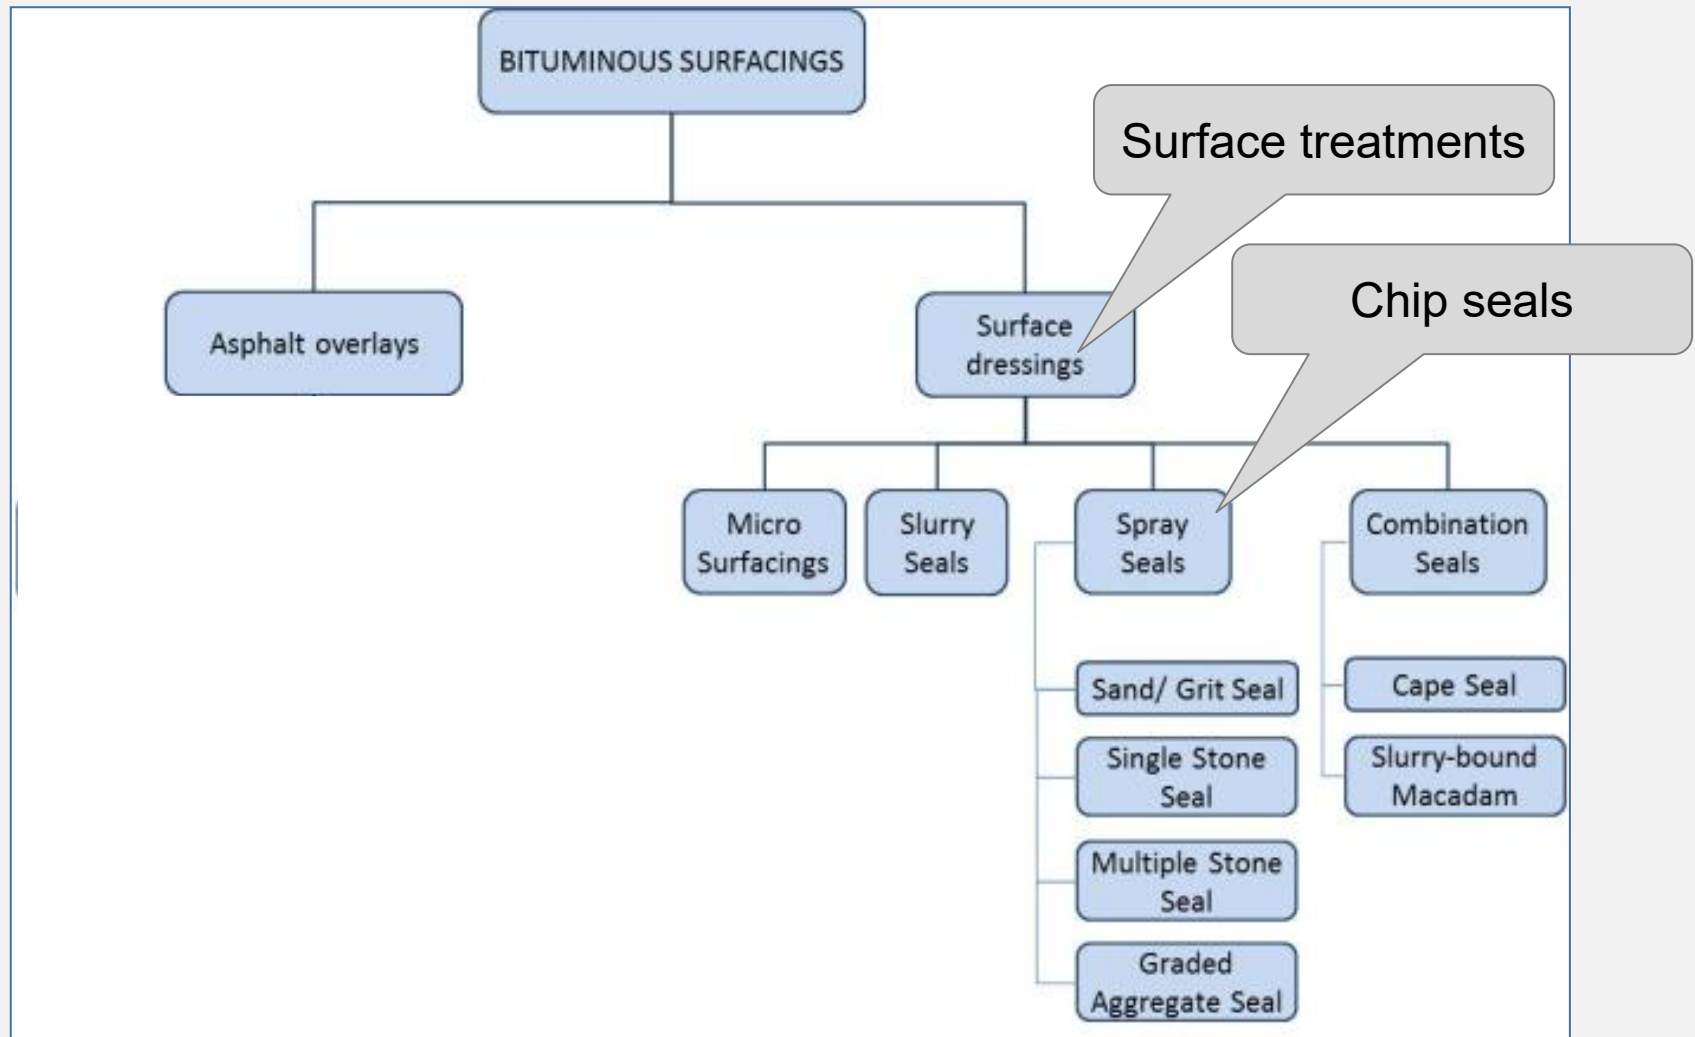 BITUMINOUS SURFACINGS
Surface treatments
Chip seals
Asphalt overlays
Surface
dressings
Micro
Surfacings
Slurry
Seals
Spray
Seals
Combination
Seals
Sand/ Grit Seal
Single Stone
Seal
Multiple Stone
Seal
Graded
Aggregate Seal
Cape Seal
Slurry-bound
Macadam